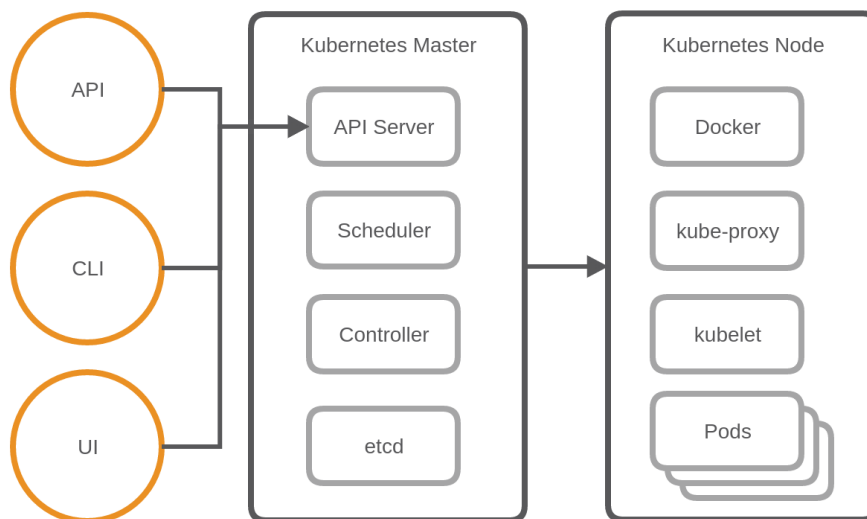 API
CLI
UI
Kubernetes Master
API Server
Scheduler
Controller
etcd
Kubernetes Node
Docker
kube-proxy
kubelet
Pods